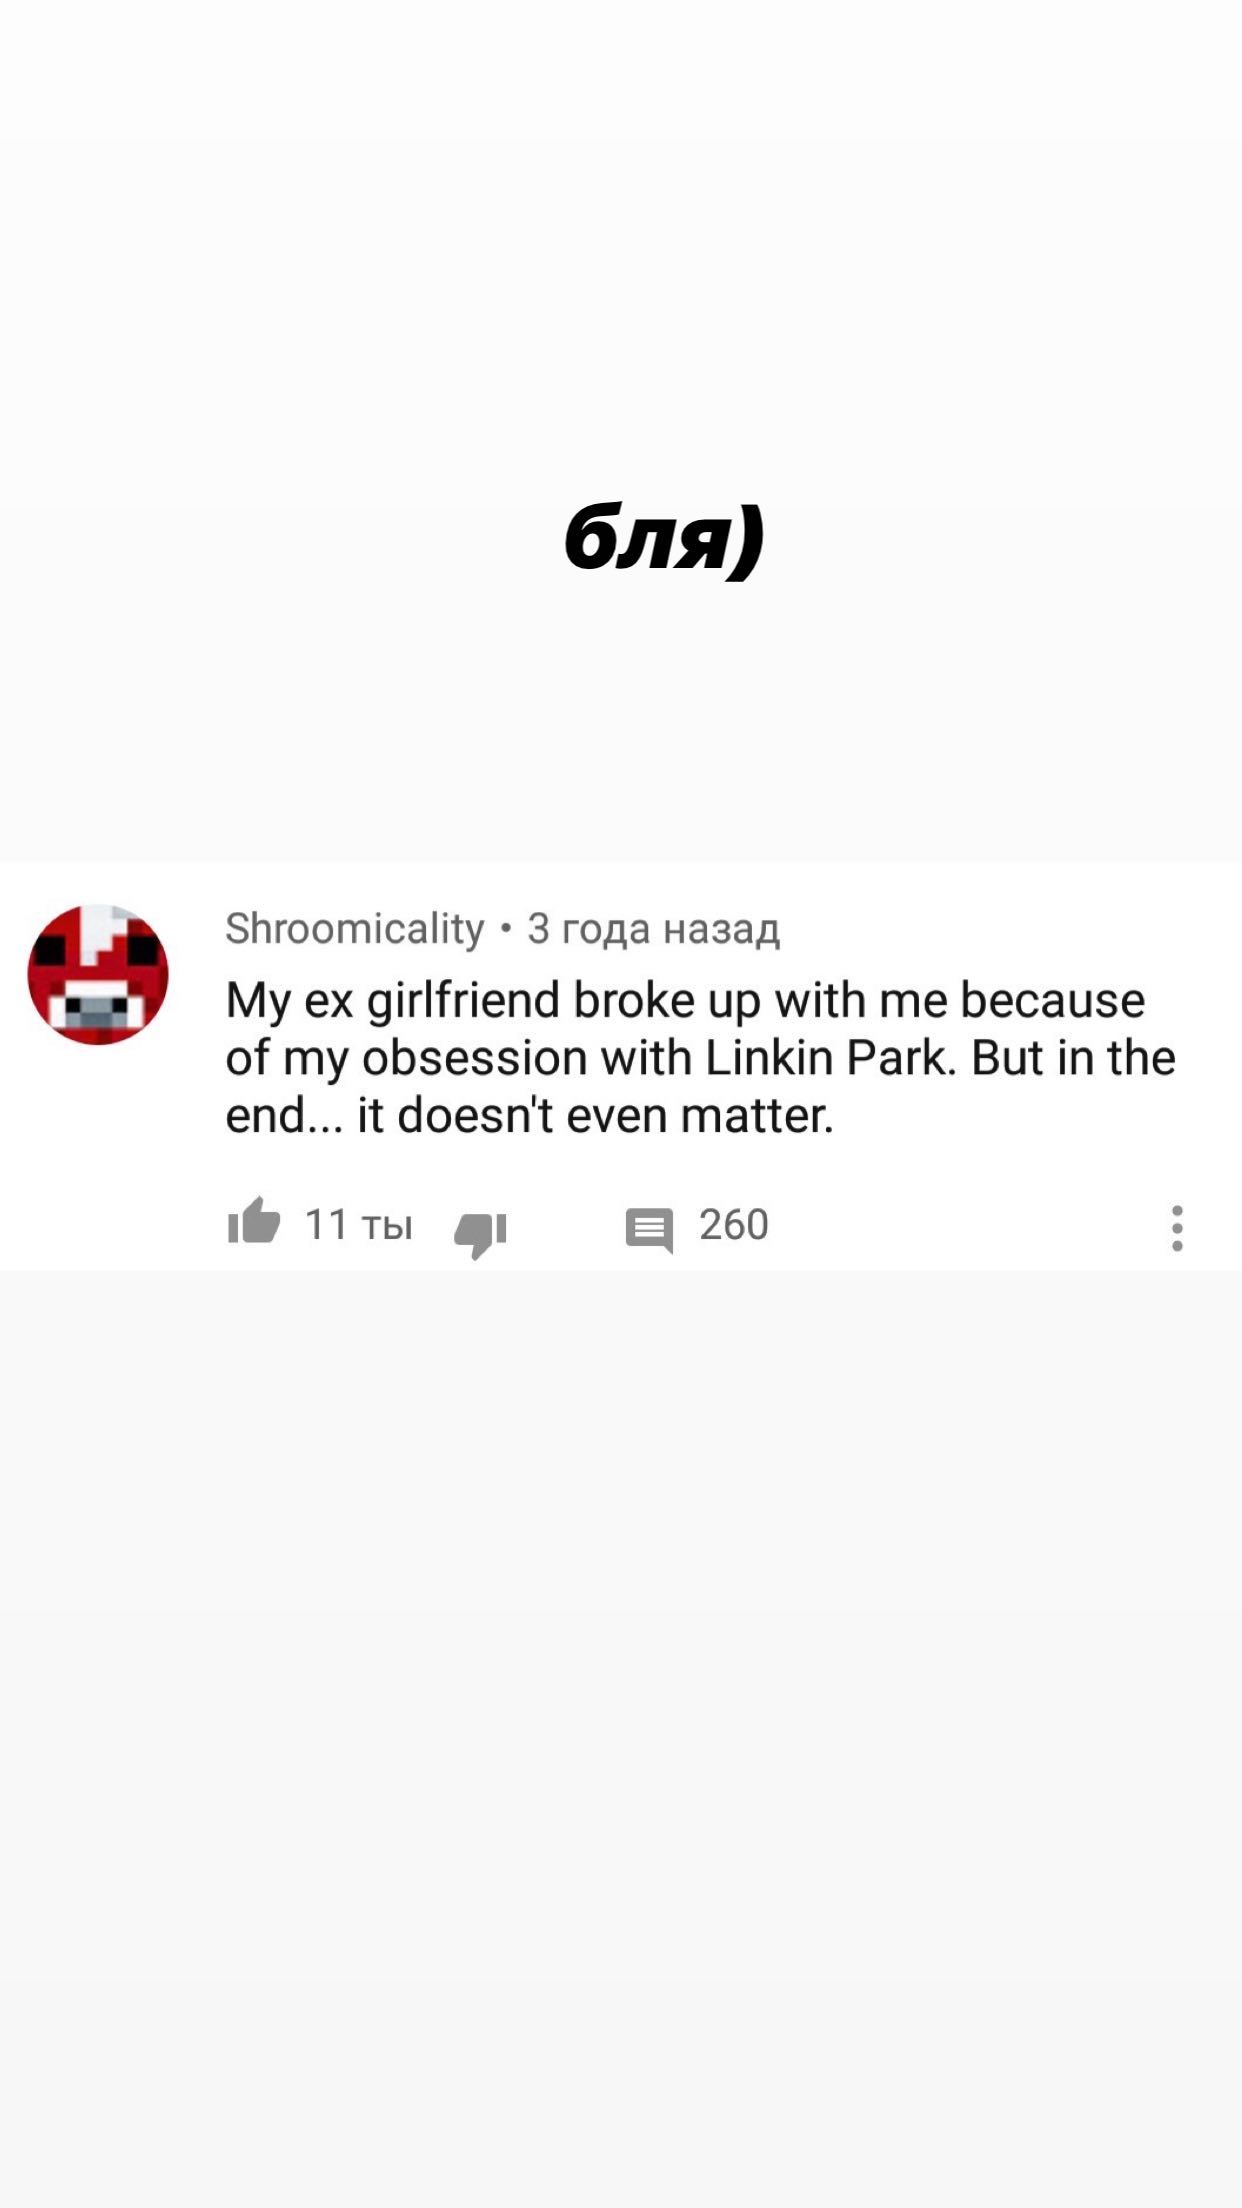 бля)
Shroomicality • 3 года назад
My ex girlfriend broke up with me because
of my obsession with Linkin Park. But in the
end... it doesn't even matter.
11 ты 260